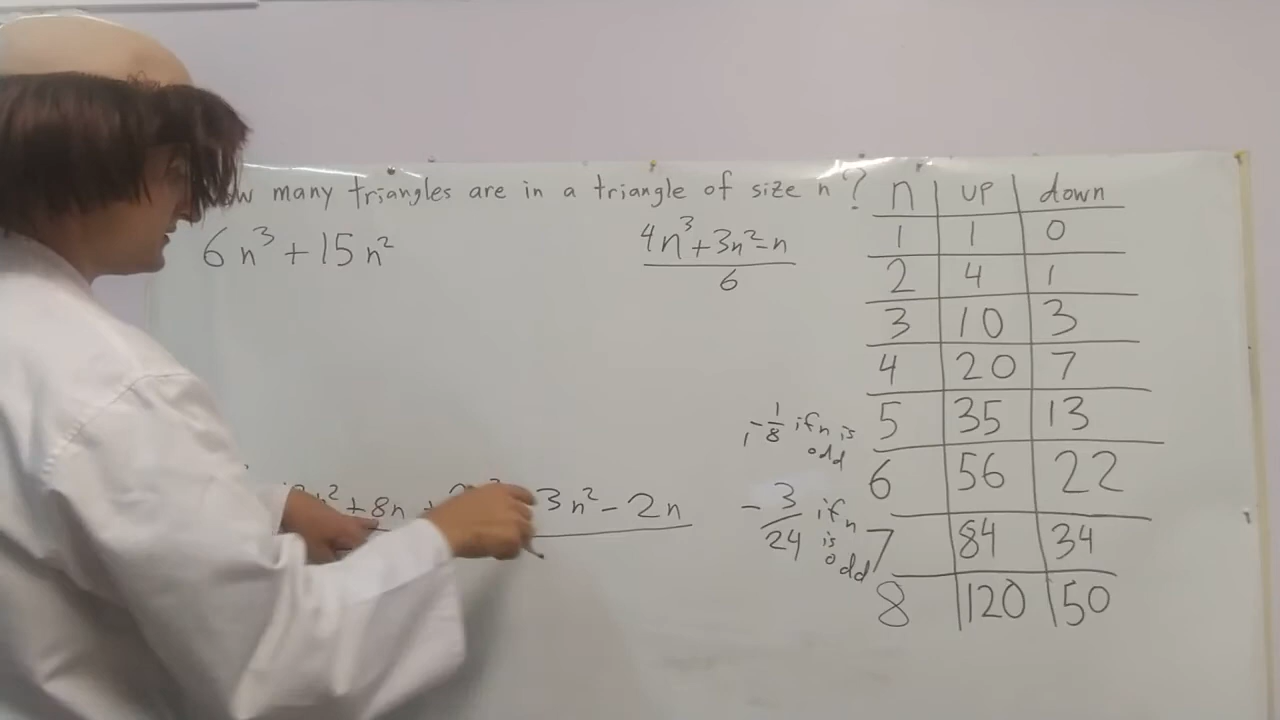 many triangles are in a triangle of size n?
6n³ + 15n²
4n³ + 3n² - n
6
+ 8n + 3n² - 2n
- 1/8 if n is odd
- 3/24 if n is odd
n up down
1 1 0
2 4 1
3 10 3
4 20 7
5 35 13
6 56 22
7 84 34
8 120 50